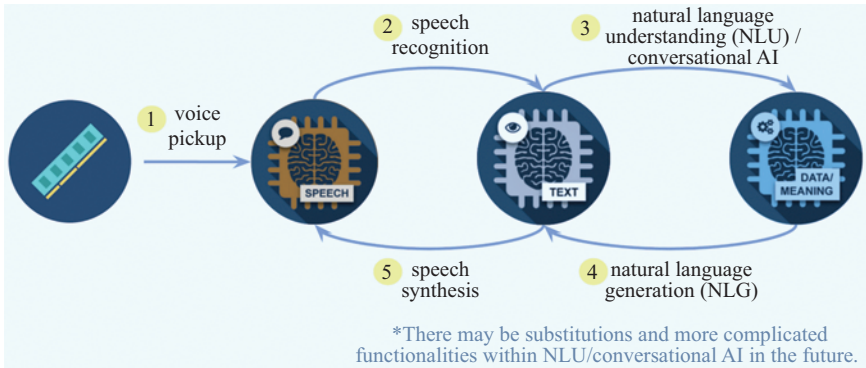 1 voice
pickup
2 speech
recognition
3 natural language
understanding (NLU) /
conversational AI
SPEECH
TEXT
DATA/
MEANING
5 speech
synthesis
4 natural language
generation (NLG)
*There may be substitutions and more complicated
functionalities within NLU/conversational AI in the future.